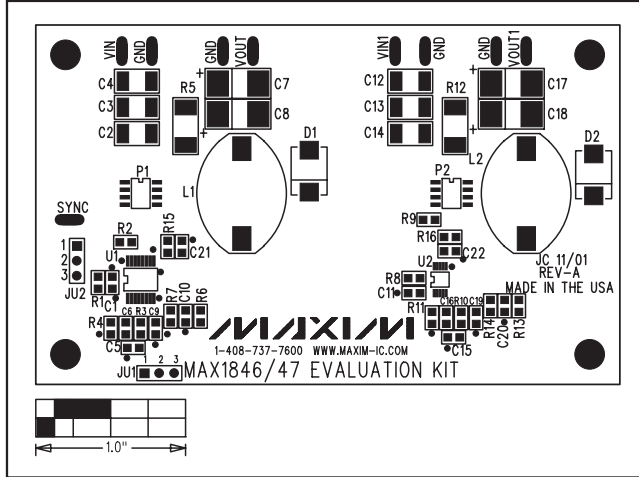 VIN GND GND VOUT VIN1 GND GND VOUT1
C4 R5 C7 C12 R12 C17
C3 C8 C13 C18
C2 C14
D1 D2
P1 L1 P2 L2
SYNC
R2 R15 C21 R9 R16 C22
1 U1 U2
2
3
JU2 R1 C1 R8 C11
JC 11/01
REV-A
MADE IN THE USA
R4 C6 R3 C9 R7 C10 R6 R11 C16 R10 C19 R14 C20 R13
C5 C15
MAXIM
1-408-737-7600 WWW.MAXIM-IC.COM
JU1 1 2 3
MAX1846/47 EVALUATION KIT
1.0"